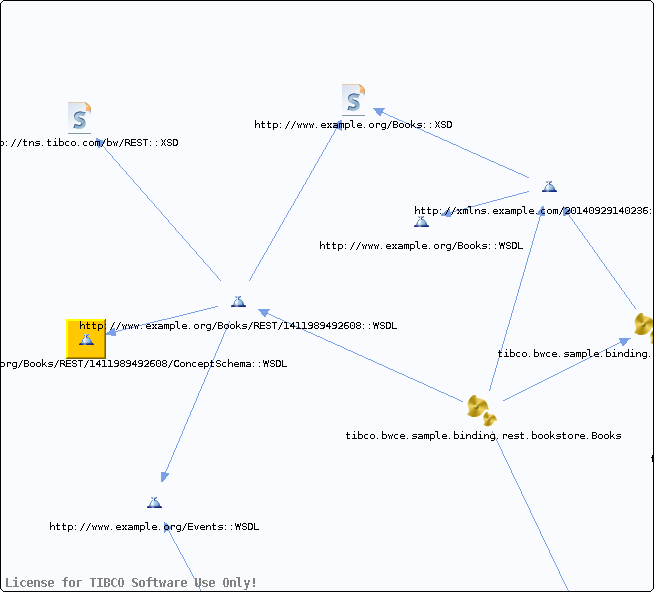 p://tns.tibco.com/bw/REST::XSD
http://www.example.org/Books::XSD
http://xmlns.example.com/20140929140236:
http://www.example.org/Books::WSDL
http://www.example.org/Books/REST/1411989492608::WSDL
tibco.bwce.sample.binding.
org/Books/REST/1411989492608/ConceptSchema::WSDL
tibco.bwce.sample.binding.rest.bookstore.Books
http://www.example.org/Events::WSDL
License for TIBCO Software Use Only!